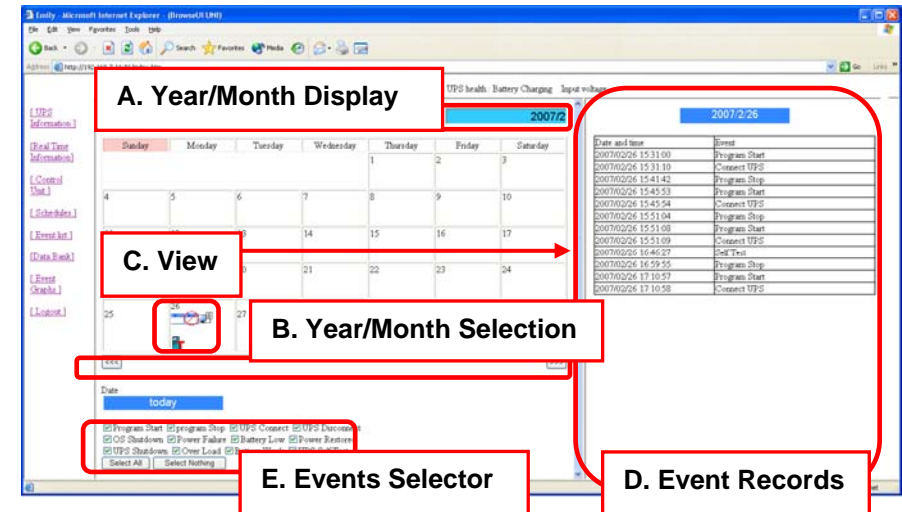 Emily - Microsoft Internet Explorer - (BrowseUI UNI)
File Edit View Favorites Tools Help
Back Search Favorites Media
Address Go Links
A. Year/Month Display
UPS health Battery Charging Input voltage
2007/2
2007/2/26
[ UPS Information ]
[Real Time Information]
[ Control Unit ]
[ Schedules ]
[ Event list ]
[Data Bank]
[ Event Graphs ]
[ Logout ]
Sunday Monday Tuesday Wednesday Thursday Friday Saturday
1 2 3
4 5 6 7 8 9 10
14 15 16 17
21 22 23 24
25 26 27
C. View
B. Year/Month Selection
<<<
Date
today
Program Start program Stop UPS Connect UPS Disconnect
OS Shutdown Power Failure Battery Low Power Restore
UPS Shutdown Over Load
Select All Select Nothing
E. Events Selector
Date and time Event
2007/02/26 15:31:00 Program Start
2007/02/26 15:31:10 Connect UPS
2007/02/26 15:41:42 Program Stop
2007/02/26 15:45:53 Program Start
2007/02/26 15:45:54 Connect UPS
2007/02/26 15:51:04 Program Stop
2007/02/26 15:51:08 Program Start
2007/02/26 15:51:09 Connect UPS
2007/02/26 16:46:27 Self Test
2007/02/26 16:59:55 Program Stop
2007/02/26 17:10:57 Program Start
2007/02/26 17:10:58 Connect UPS
D. Event Records